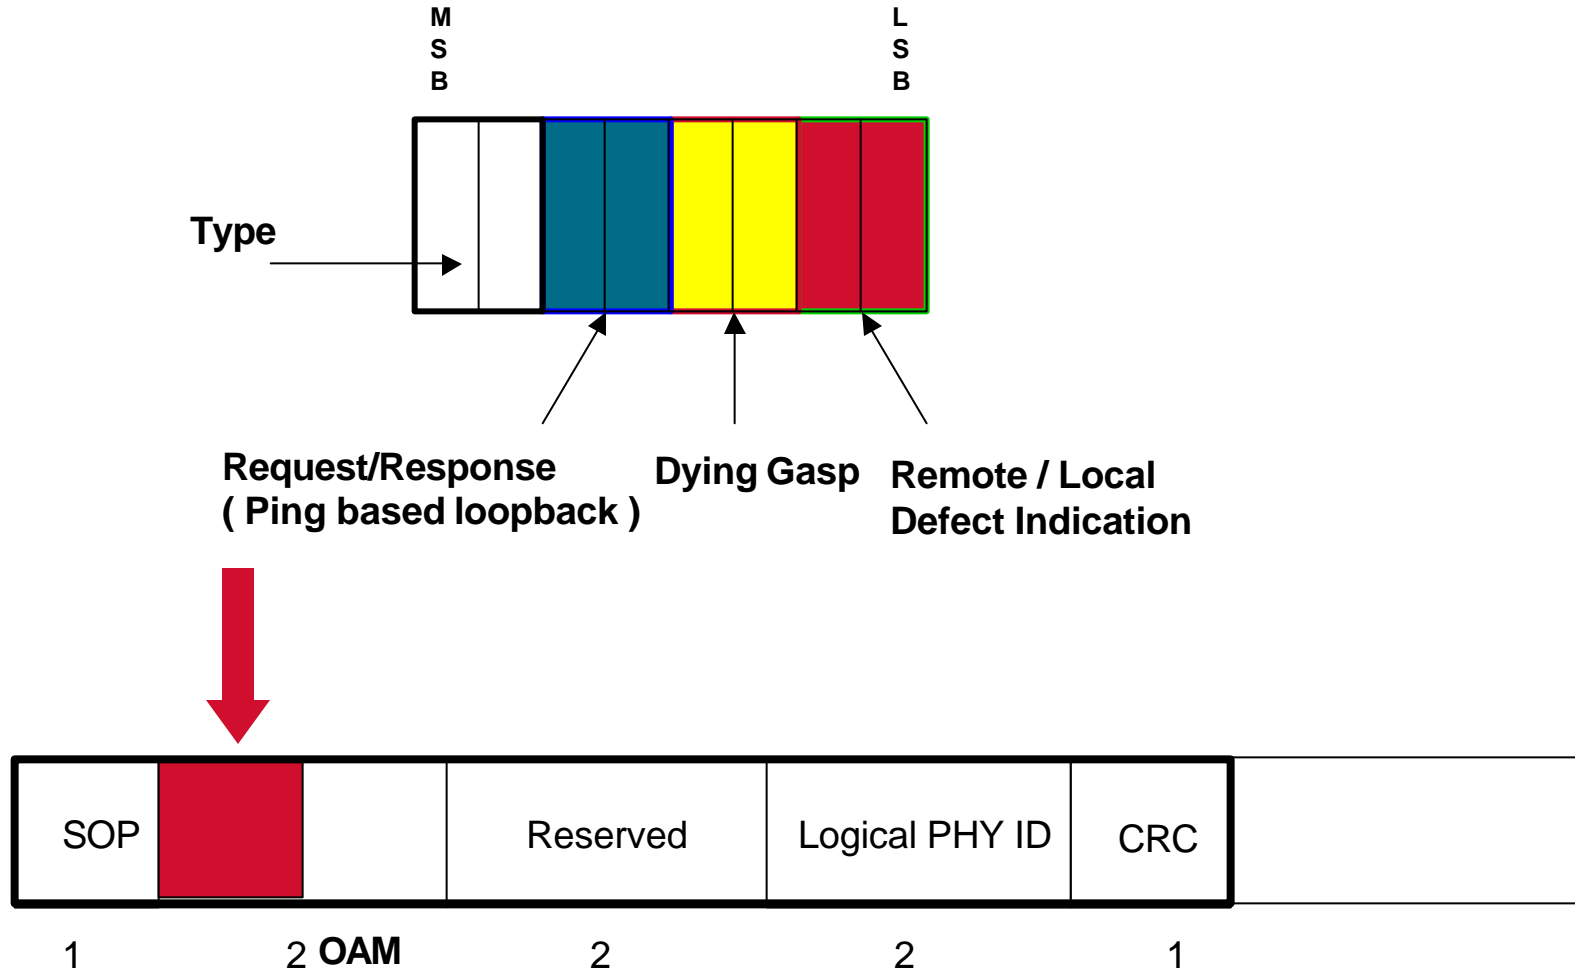 M S B
L S B
Type
Request/Response
( Ping based loopback )
Dying Gasp
Remote / Local
Defect Indication
SOP
Reserved
Logical PHY ID
CRC
1
2 OAM
2
2
1